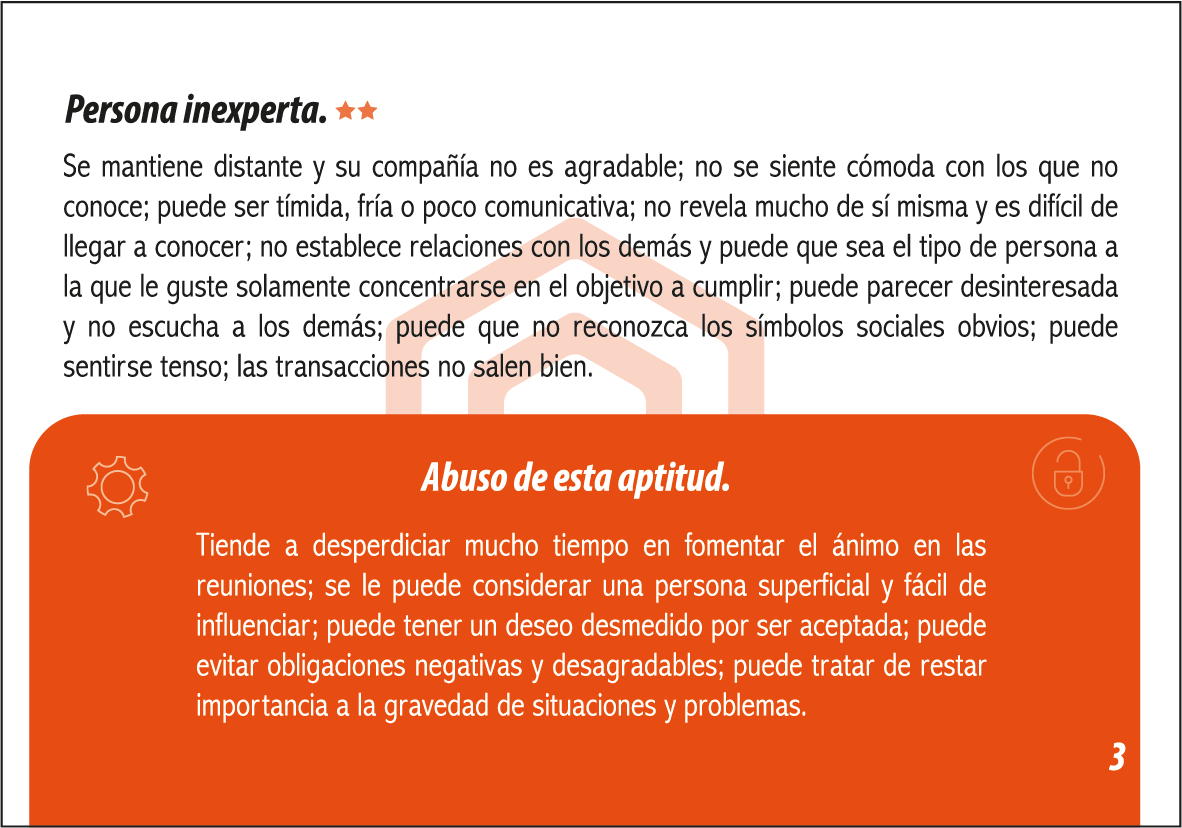 Persona inexperta.
Se mantiene distante y su compañía no es agradable; no se siente cómoda con los que no
conoce; puede ser tímida, fría o poco comunicativa; no revela mucho de sí misma y es difícil de
llegar a conocer; no establece relaciones con los demás y puede que sea el tipo de persona a
la que le guste solamente concentrarse en el objetivo a cumplir; puede parecer desinteresada
y no escucha a los demás; puede que no reconozca los símbolos sociales obvios; puede
sentirse tenso; las transacciones no salen bien.
Abuso de esta aptitud.
Tiende a desperdiciar mucho tiempo en fomentar el ánimo en las
reuniones; se le puede considerar una persona superficial y fácil de
influenciar; puede tener un deseo desmedido por ser aceptada; puede
evitar obligaciones negativas y desagradables; puede tratar de restar
importancia a la gravedad de situaciones y problemas.
3